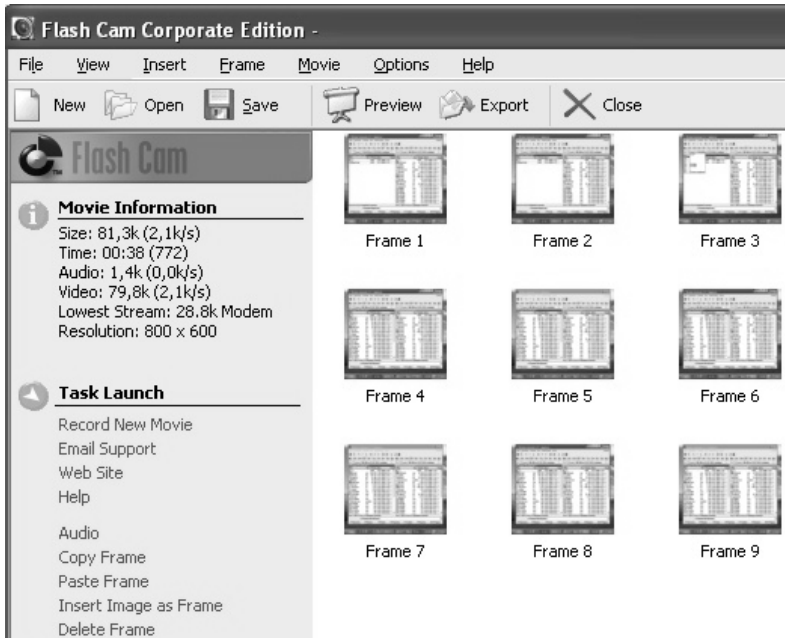 Flash Cam Corporate Edition -
File View Insert Frame Movie Options Help
New Open Save Preview Export Close
Flash Cam
TM
Movie Information
Size: 81,3k (2,1k/s)
Time: 00:38 (772)
Audio: 1,4k (0,0k/s)
Video: 79,8k (2,1k/s)
Lowest Stream: 28.8k Modem
Resolution: 800 x 600
Task Launch
Record New Movie
Email Support
Web Site
Help
Audio
Copy Frame
Paste Frame
Insert Image as Frame
Delete Frame
Frame 1 Frame 2 Frame 3
Frame 4 Frame 5 Frame 6
Frame 7 Frame 8 Frame 9